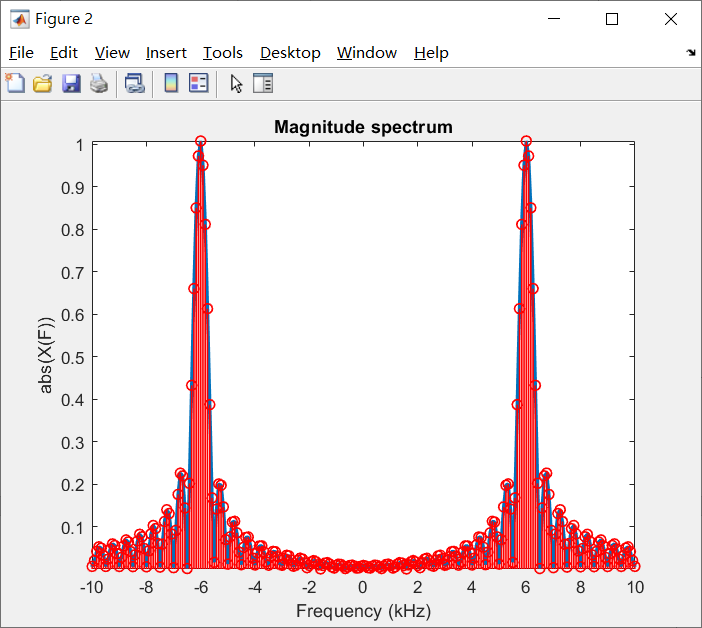 Figure 2
File Edit View Insert Tools Desktop Window Help
Magnitude spectrum
1
0.9
0.8
0.7
0.6
0.5
0.4
0.3
0.2
0.1
abs(X(F))
-10 -8 -6 -4 -2 0 2 4 6 8 10
Frequency (kHz)